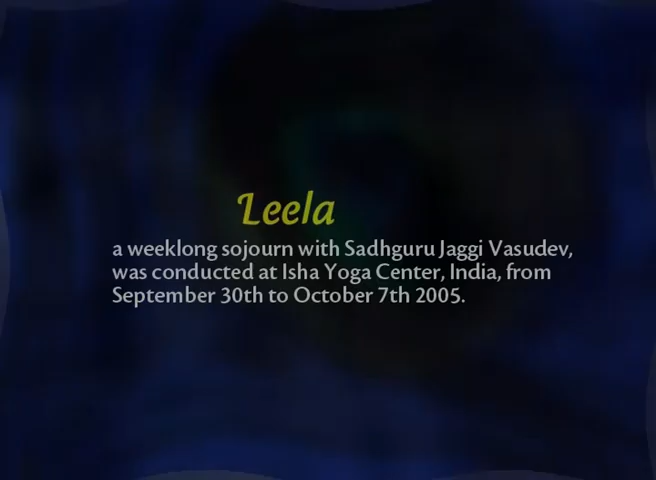 Leela
a weeklong sojourn with Sadhguru Jaggi Vasudev,
was conducted at Isha Yoga Center, India, from
September 30th to October 7th 2005.